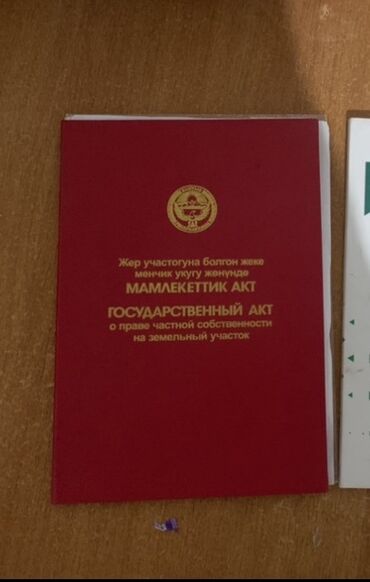 Жер участогуна болгон жеке
менчик укугу жөнүндө
МАМЛЕКЕТТИК АКТ
ГОСУДАРСТВЕННЫЙ АКТ
о праве частной собственности
на земельный участок